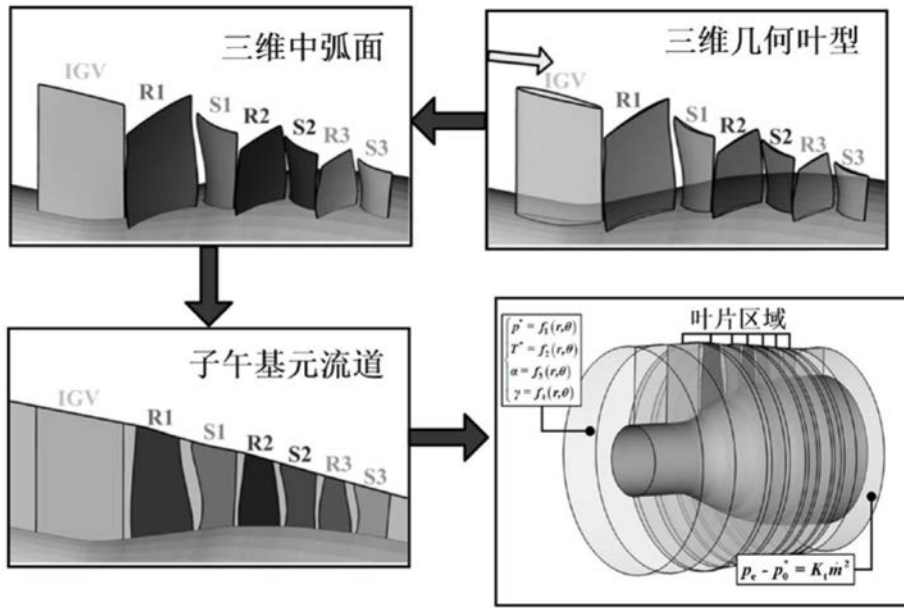 三维中弧面
IGV
R1
S1
R2
S2
R3
S3
三维几何叶型
IGV
R1
S1
R2
S2
R3
S3
子午基元流道
IGV
R1
S1
R2
S2
R3
S3
叶片区域
p* = f₁(r,θ)
T* = f₂(r,θ)
α = f₃(r,θ)
γ = f₄(r,θ)
pₑ - p₀* = Kₜṁ²